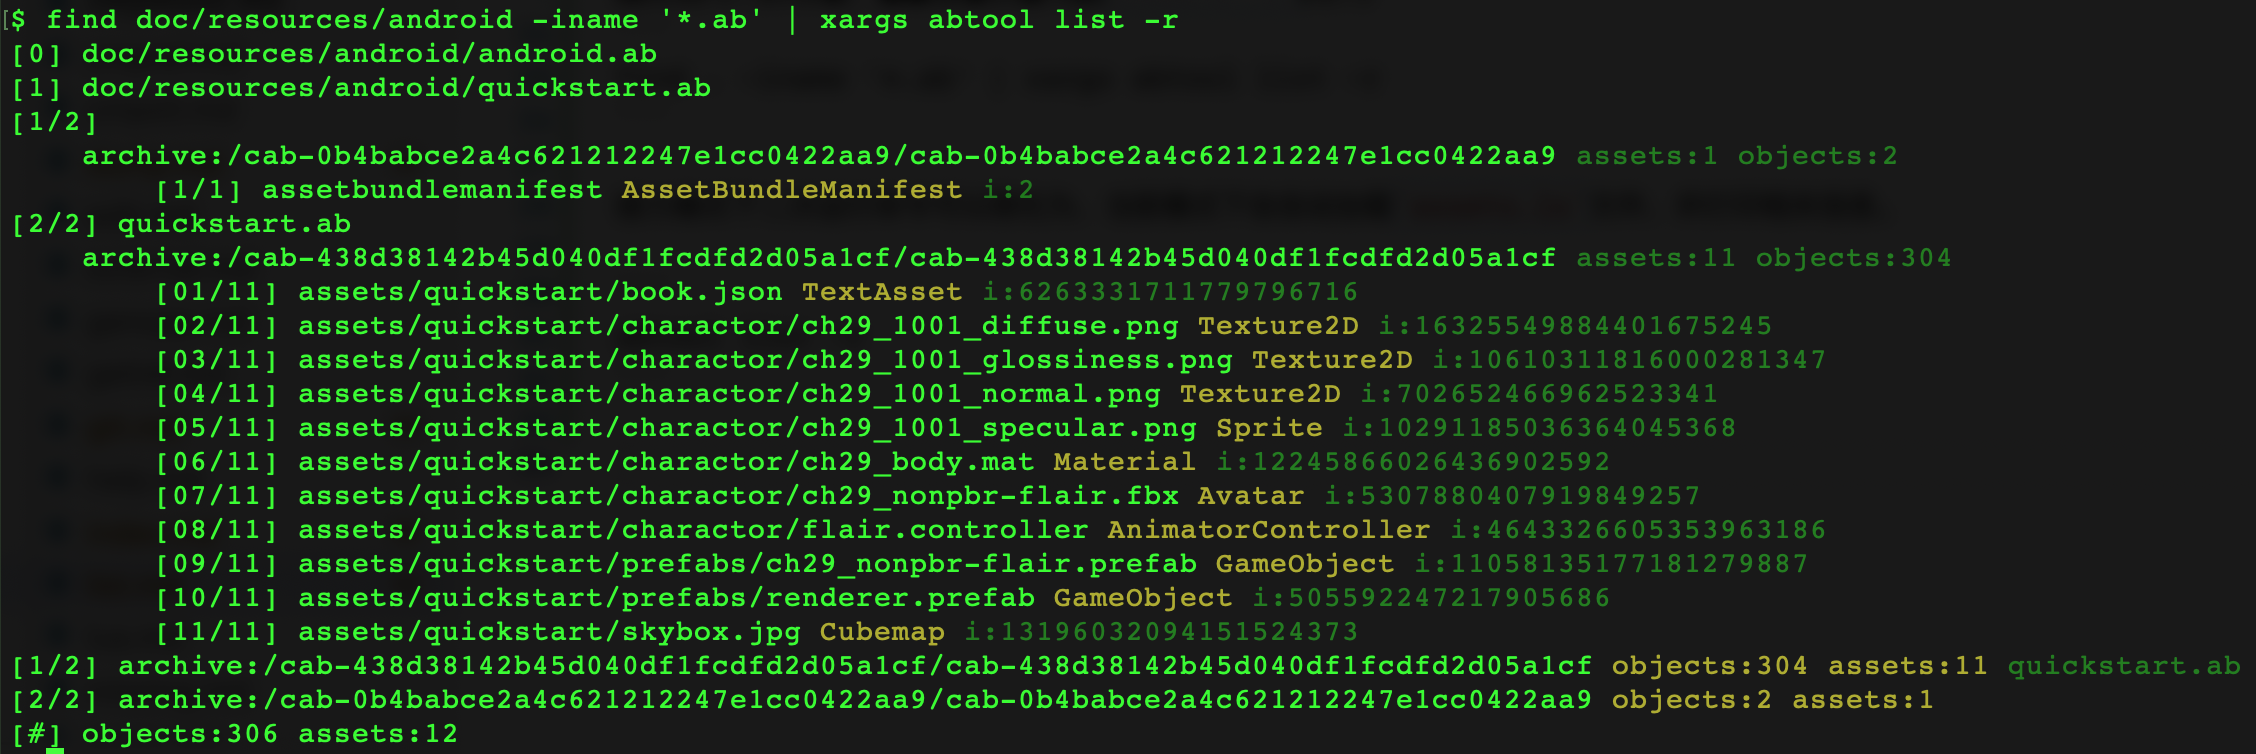 $ find doc/resources/android -iname '*.ab' | xargs abtool list -r
[0] doc/resources/android/android.ab
[1] doc/resources/android/quickstart.ab
[1/2]
archive:/cab-0b4babce2a4c621212247e1cc0422aa9/cab-0b4babce2a4c621212247e1cc0422aa9 assets:1 objects:2
[1/1] assetbundlemanifest AssetBundleManifest i:2
[2/2] quickstart.ab
archive:/cab-438d38142b45d040df1fcdfd2d05a1cf/cab-438d38142b45d040df1fcdfd2d05a1cf assets:11 objects:304
[01/11] assets/quickstart/book.json TextAsset i:6263331711779796716
[02/11] assets/quickstart/charactor/ch29_1001_diffuse.png Texture2D i:16325549884401675245
[03/11] assets/quickstart/charactor/ch29_1001_glossiness.png Texture2D i:10610311816000281347
[04/11] assets/quickstart/charactor/ch29_1001_normal.png Texture2D i:702652466962523341
[05/11] assets/quickstart/charactor/ch29_1001_specular.png Sprite i:10291185036364045368
[06/11] assets/quickstart/charactor/ch29_body.mat Material i:12245866026436902592
[07/11] assets/quickstart/charactor/ch29_nonpbr-flair.fbx Avatar i:5307880407919849257
[08/11] assets/quickstart/charactor/flair.controller AnimatorController i:4643326605353963186
[09/11] assets/quickstart/prefabs/ch29_nonpbr-flair.prefab GameObject i:11058135177181279887
[10/11] assets/quickstart/prefabs/renderer.prefab GameObject i:505592247217905686
[11/11] assets/quickstart/skybox.jpg Cubemap i:13196032094151524373
[1/2] archive:/cab-438d38142b45d040df1fcdfd2d05a1cf/cab-438d38142b45d040df1fcdfd2d05a1cf objects:304 assets:11 quickstart.ab
[2/2] archive:/cab-0b4babce2a4c621212247e1cc0422aa9/cab-0b4babce2a4c621212247e1cc0422aa9 objects:2 assets:1
[#] objects:306 assets:12